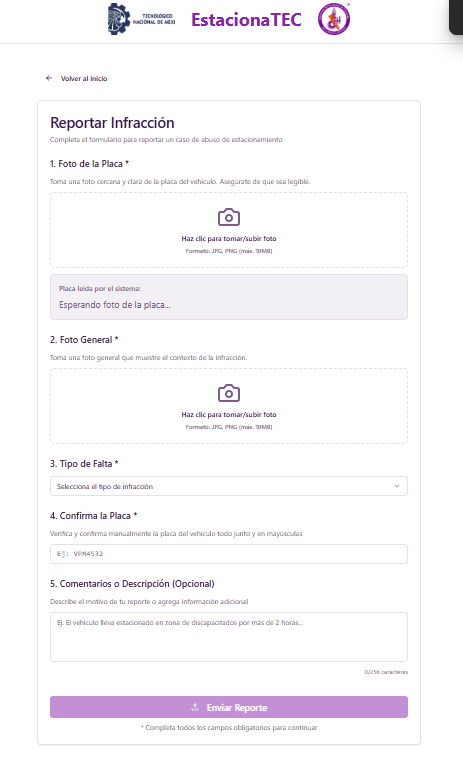 TECNOLÓGICO
NACIONAL DE MÉXI
EstacionaTEC
Volver al inicio
Reportar Infracción
Completa el formulario para reportar un caso de abuso de estacionamiento
1. Foto de la Placa *
Toma una foto cercana y clara de la placa del vehículo. Asegúrate de que sea legible.
Haz clic para tomar/subir foto
Formato: JPG, PNG (máx. 10MB)
Placa leída por el sistema:
Esperando foto de la placa...
2. Foto General *
Toma una foto general que muestre el contexto de la infracción.
Haz clic para tomar/subir foto
Formato: JPG, PNG (máx. 10MB)
3. Tipo de Falta *
Selecciona el tipo de infracción
4. Confirma la Placa *
Verifica y confirma manualmente la placa del vehículo todo junto y en mayúsculas
Ej: VPM4532
5. Comentarios o Descripción (Opcional)
Describe el motivo de tu reporte o agrega información adicional
Ej: El vehículo lleva estacionado en zona de discapacitados por más de 2 horas...
0/256 caracteres
Enviar Reporte
* Completa todos los campos obligatorios para continuar